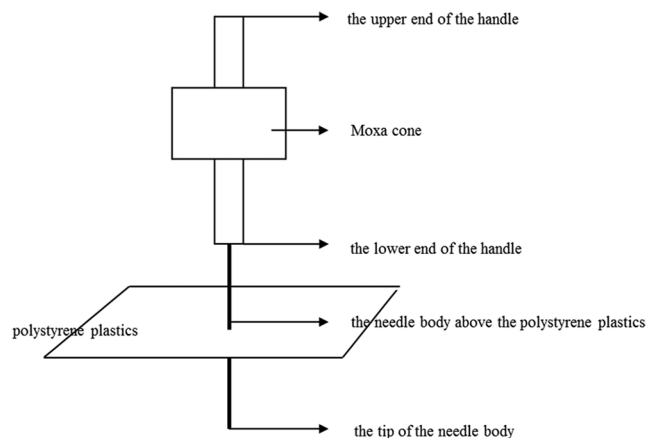 the upper end of the handle
Moxa cone
the lower end of the handle
the needle body above the polystyrene plastics
polystyrene plastics
the tip of the needle body